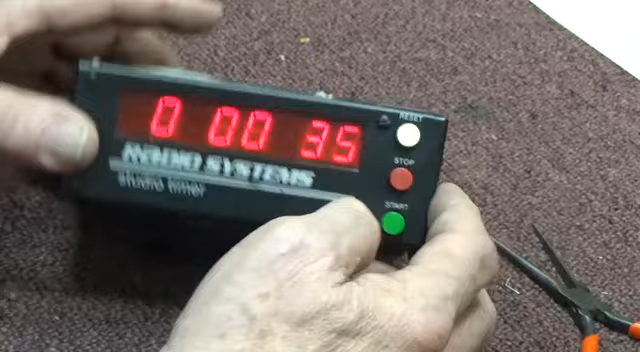 0 00 35
RESET
RADIO SYSTEMS
STOP
studio timer
START